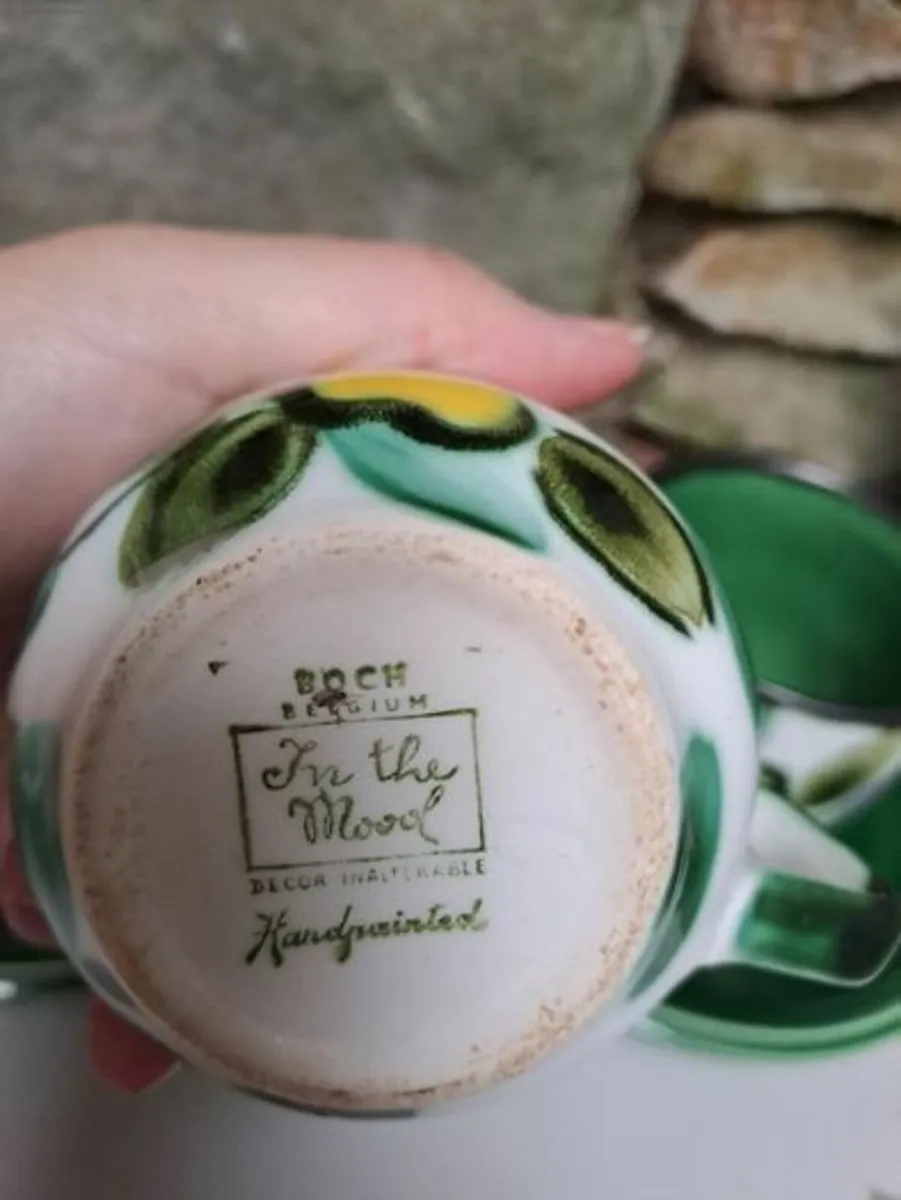 BOCH
BELGIUM
In the
Mood
DECOR INALTERABLE
Handpainted